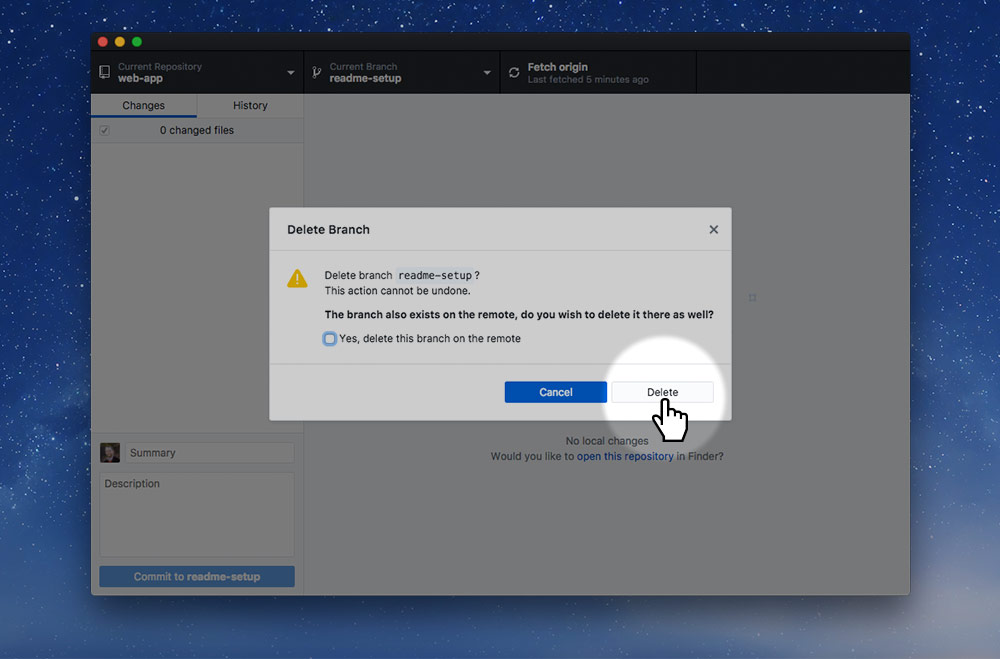 Current Repository
web-app
Current Branch
readme-setup
Fetch origin
Last fetched 5 minutes ago
Changes
History
0 changed files
Delete Branch
Delete branch readme-setup?
This action cannot be undone.
The branch also exists on the remote, do you wish to delete it there as well?
Yes, delete this branch on the remote
Cancel
Delete
No local changes
Would you like to open this repository in Finder?
Summary
Description
Commit to readme-setup